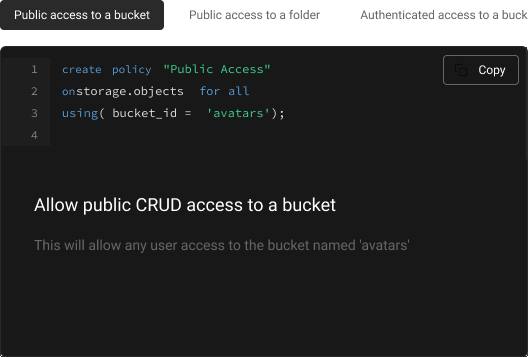 Public access to a bucket Public access to a folder Authenticated access to a buck
Copy
1 create policy "Public Access"
2 onstorage.objects for all
3 using( bucket_id = 'avatars');
4
Allow public CRUD access to a bucket
This will allow any user access to the bucket named 'avatars'